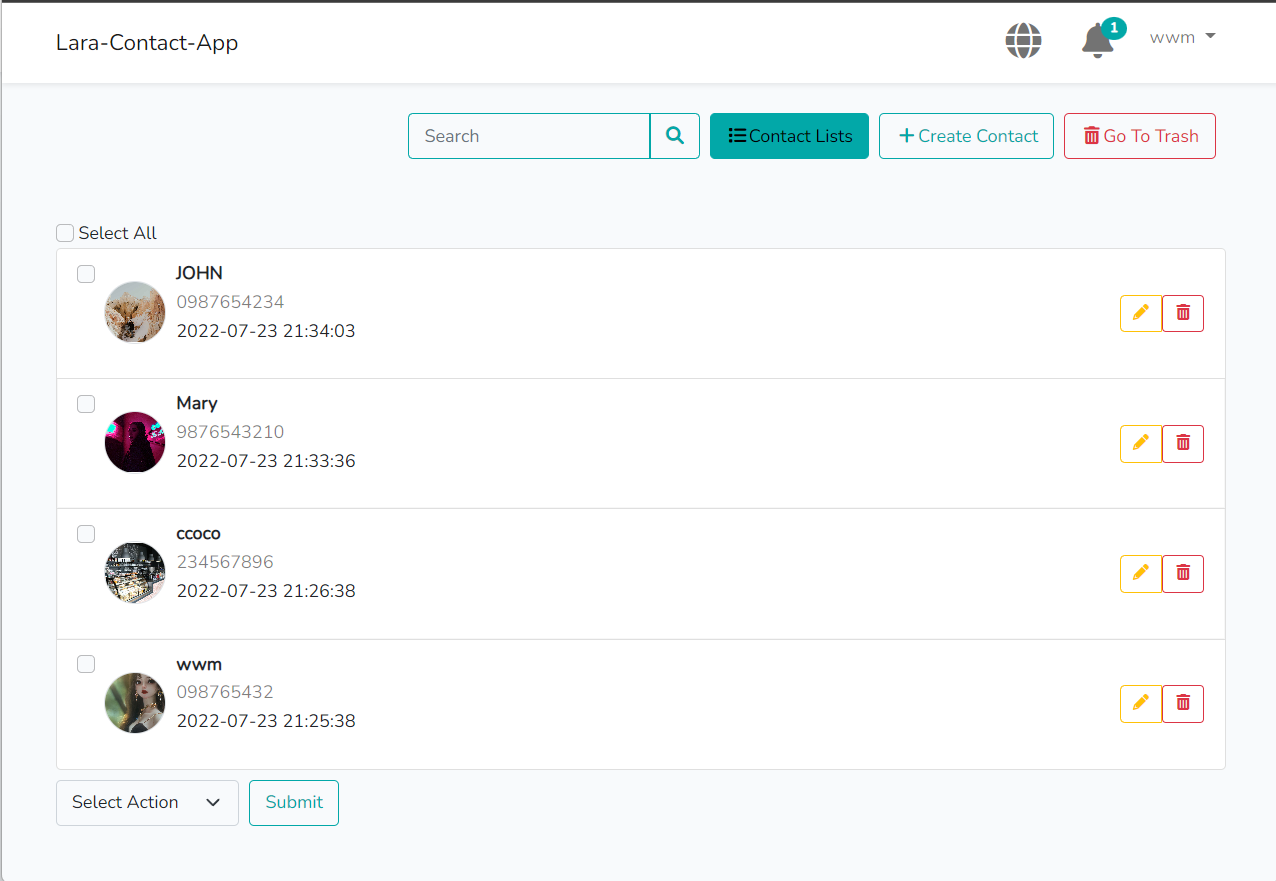 Lara-Contact-App
1
wwm
Search
Contact Lists
Create Contact
Go To Trash
Select All
JOHN
0987654234
2022-07-23 21:34:03
Mary
9876543210
2022-07-23 21:33:36
ccoco
234567896
2022-07-23 21:26:38
wwm
098765432
2022-07-23 21:25:38
Select Action
Submit